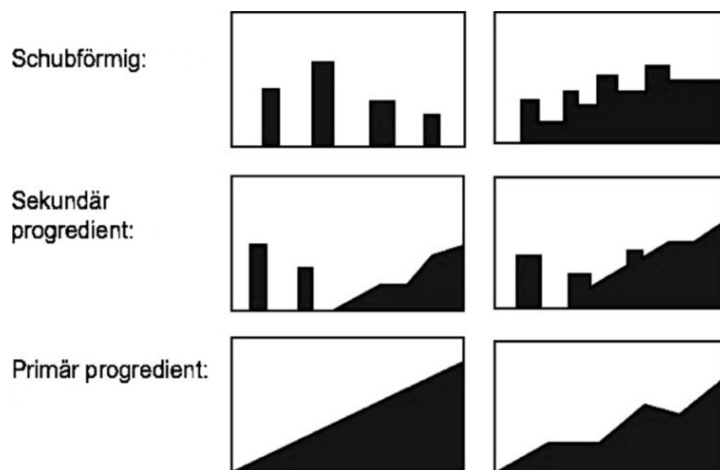 Schubförmig:
Sekundär
progredient:
Primär progredient: